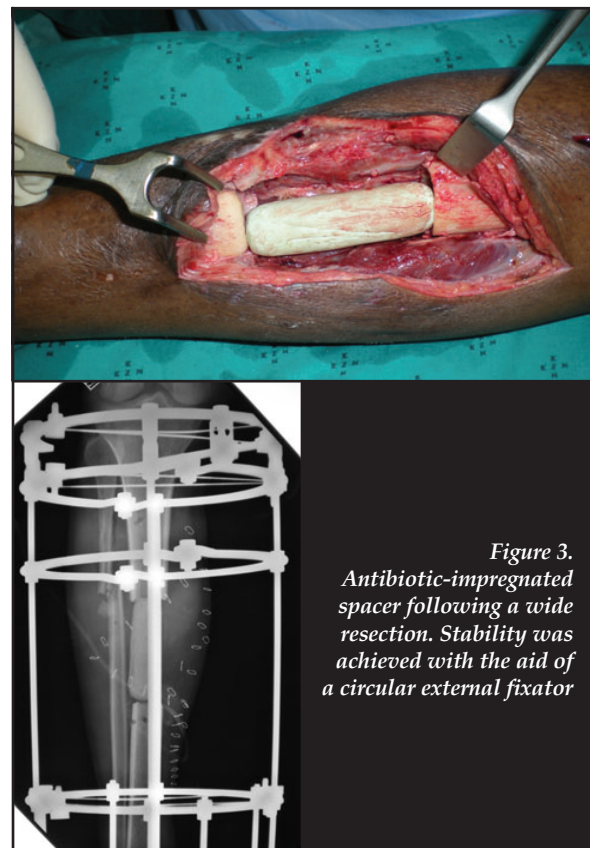 Figure 3.
Antibiotic-impregnated
spacer following a wide
resection. Stability was
achieved with the aid of
a circular external fixator